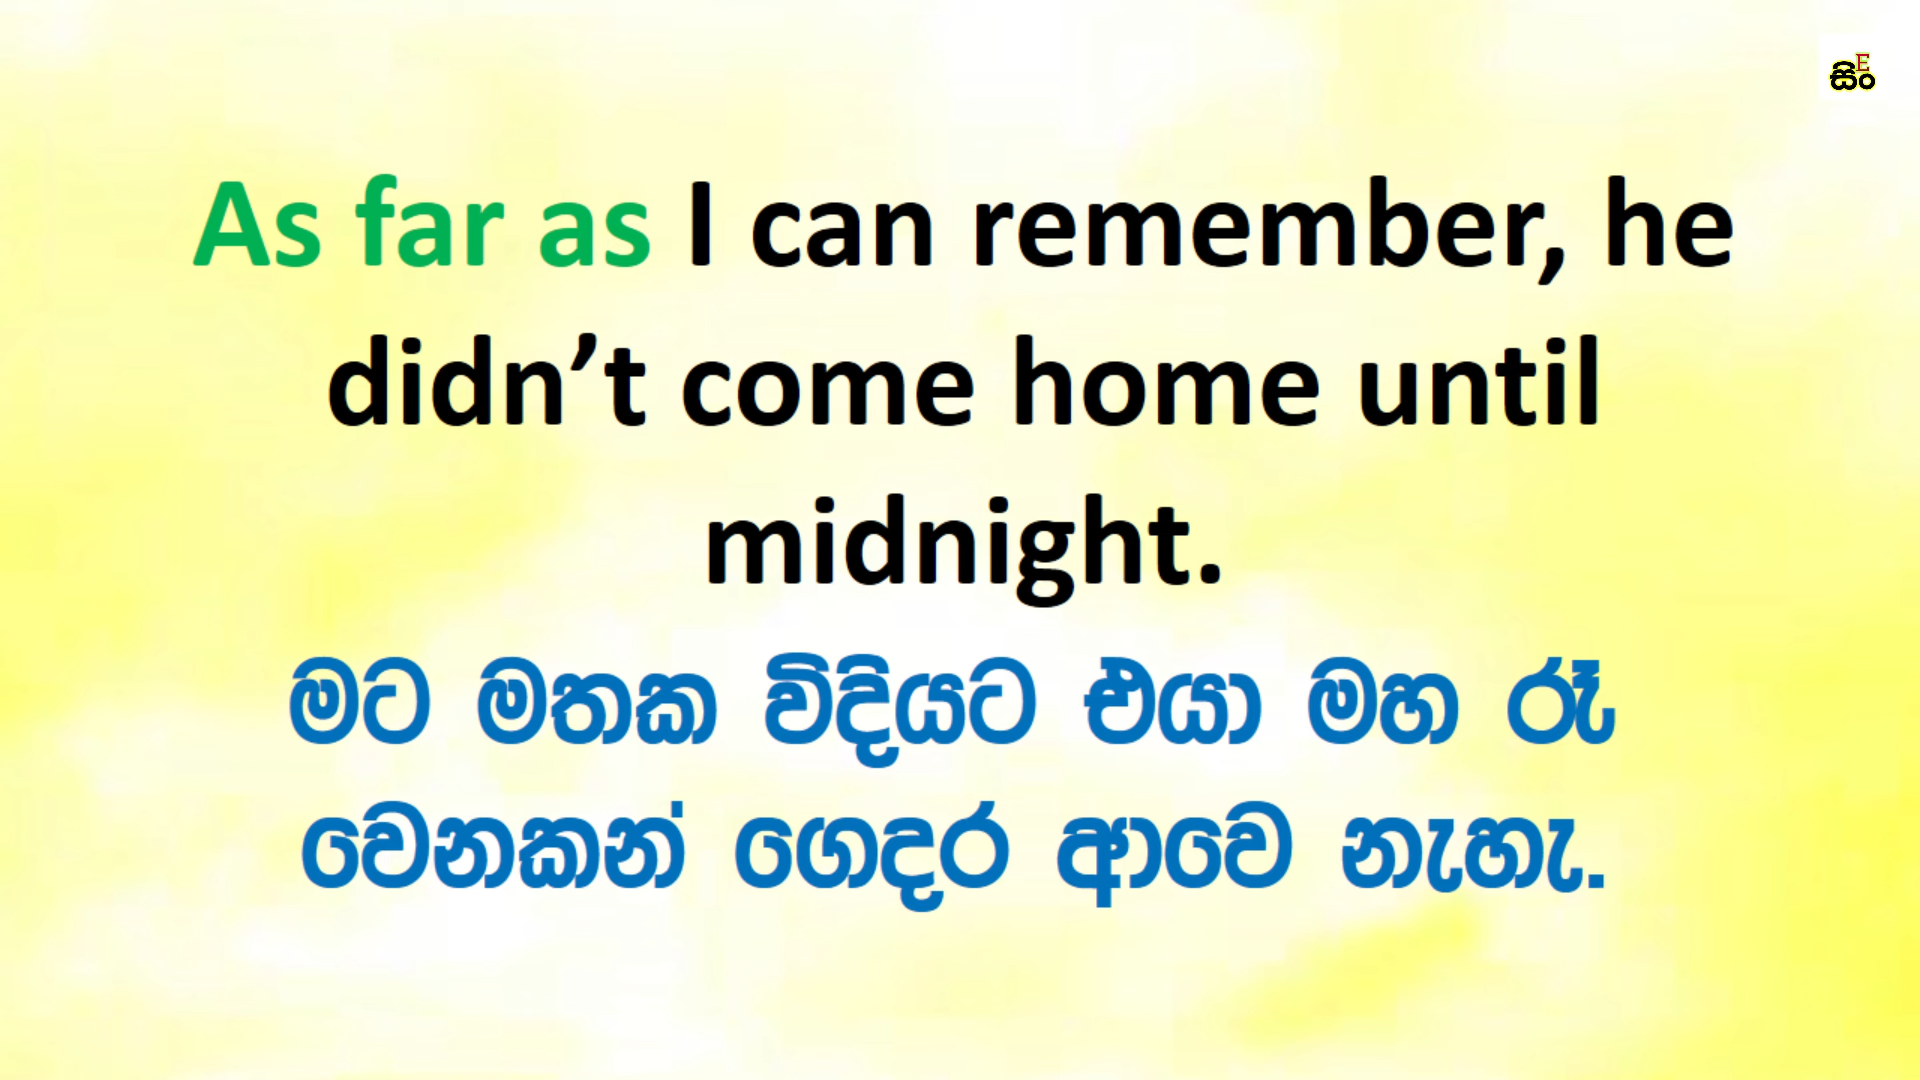 සිංE
As far as I can remember, he
didn’t come home until
midnight.
මට මතක විදියට එයා මහ රෑ
වෙනකන් ගෙදර ආවෙ නැහැ.